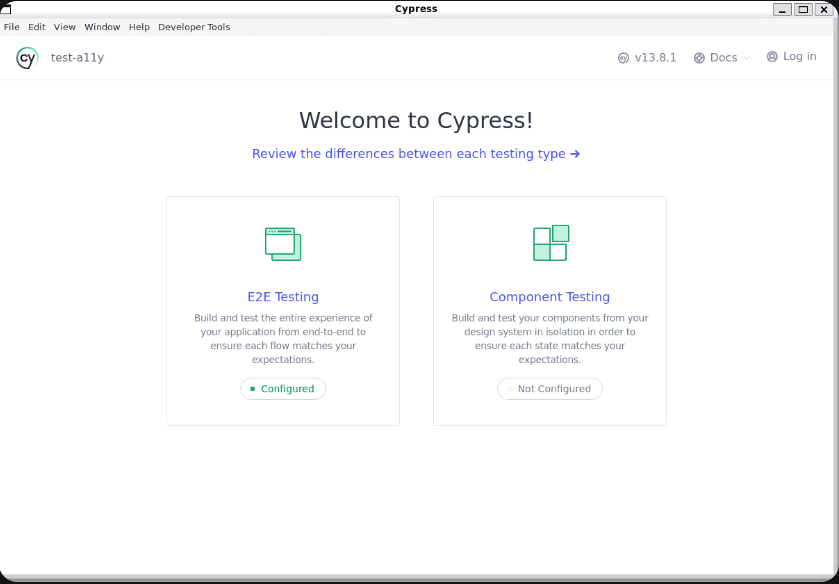 Cypress
File Edit View Window Help Developer Tools
cy test-a11y v13.8.1 Docs Log in
Welcome to Cypress!
Review the differences between each testing type →
E2E Testing
Build and test the entire experience of
your application from end-to-end to
ensure each flow matches your
expectations.
Configured
Component Testing
Build and test your components from your
design system in isolation in order to
ensure each state matches your
expectations.
Not Configured